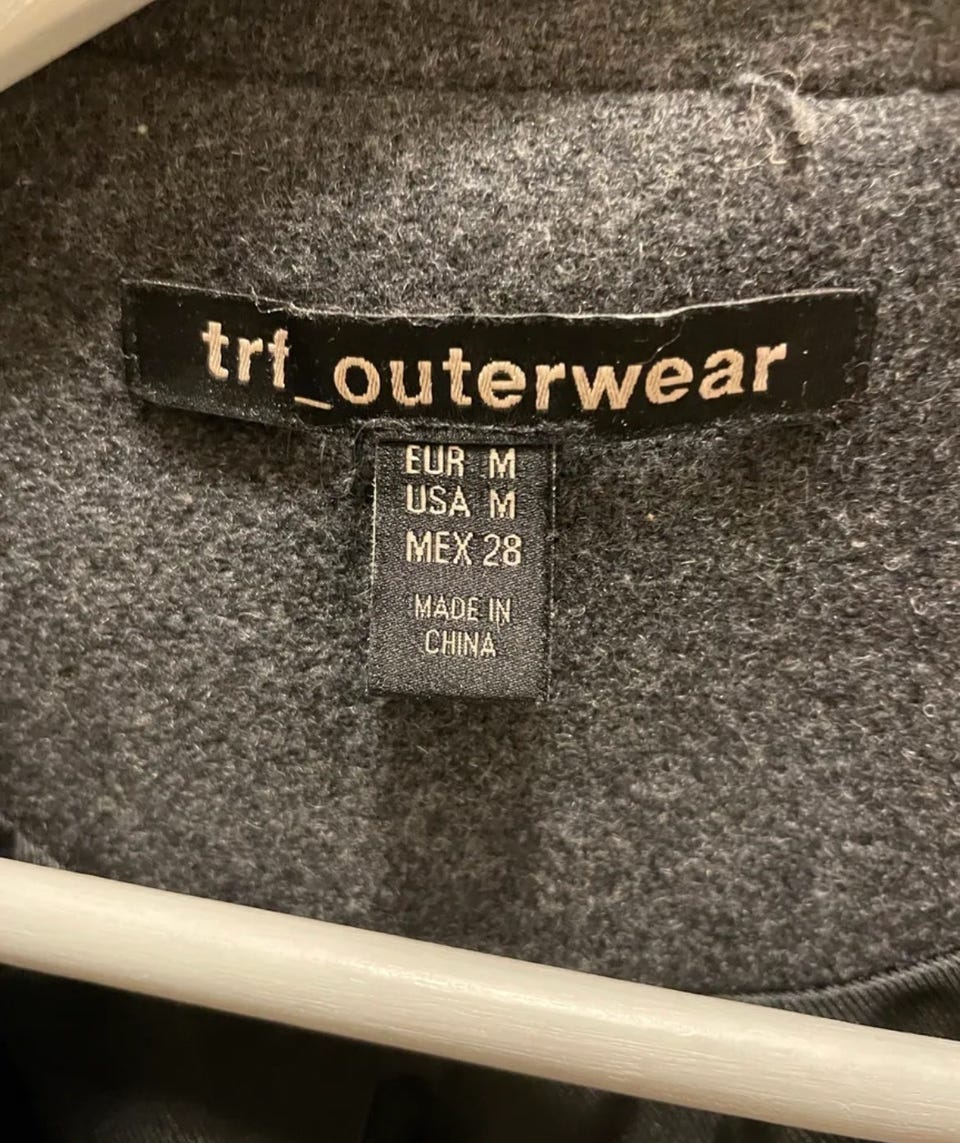 trf_outerwear
EUR M
USA M
MEX 28
MADE IN
CHINA